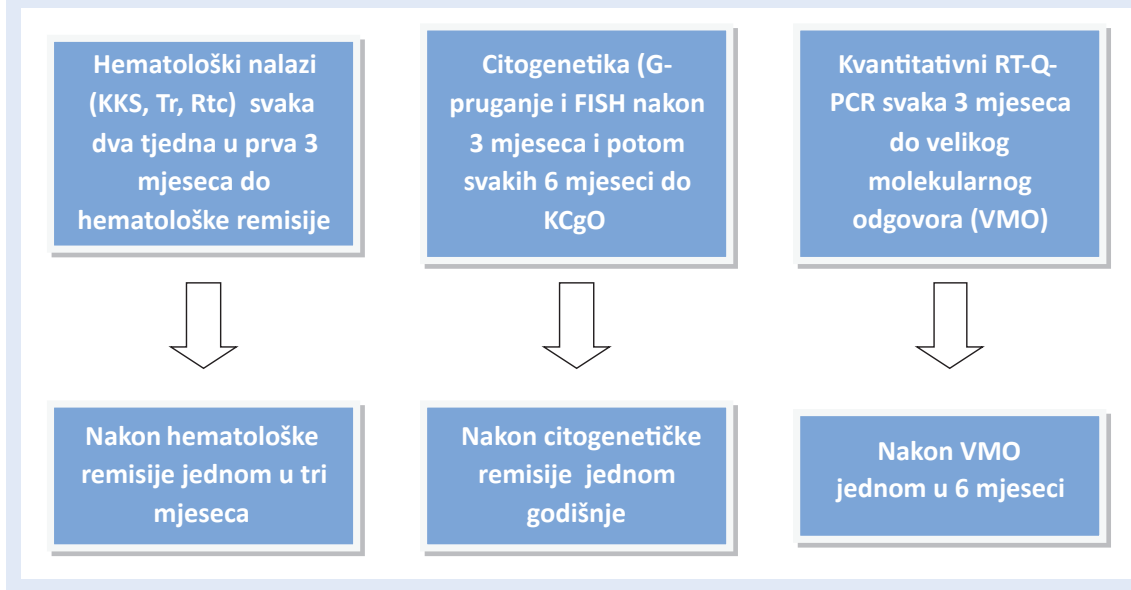 Hematološki nalazi
(KKS, Tr, Rtc) svaka
dva tjedna u prva 3
mjeseca do
hematološke remisije
Citogenetika (G-
pruganje i FISH nakon
3 mjeseca i potom
svakih 6 mjeseci do
KCgO
Kvantitativni RT-Q-
PCR svaka 3 mjeseca
do velikog
molekularnog
odgovora (VMO)
Nakon hematološke
remisije jednom u tri
mjeseca
Nakon citogenetičke
remisije jednom
godišnje
Nakon VMO
jednom u 6 mjeseci